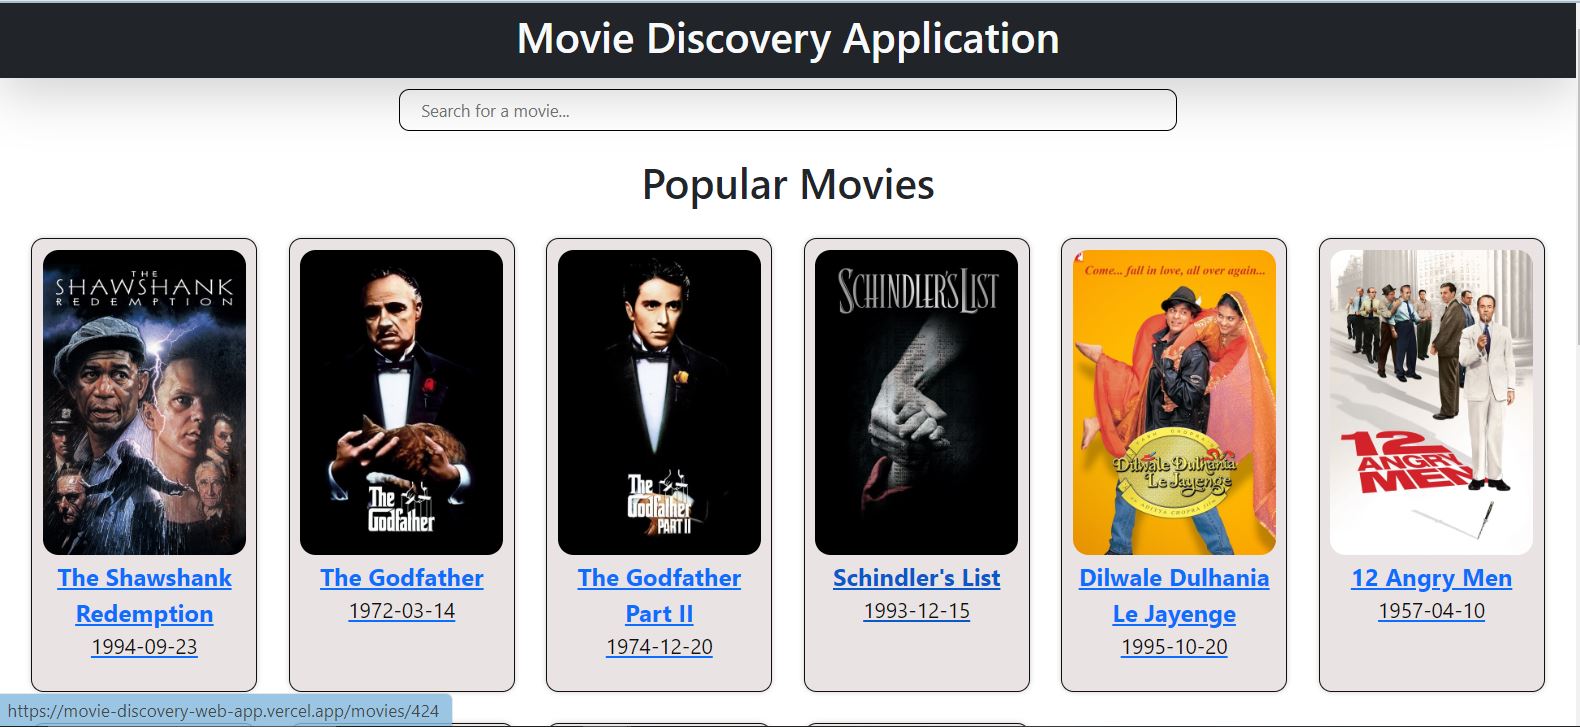 Movie Discovery Application
Search for a movie...
Popular Movies
THE
SHAWSHANK
REDEMPTION
The
Godfather
The
Godfather
PART II
SCHINDLER'S LIST
Come... fall in love, all over again...
YASH CHOPRA
Dilwale Dulhania
Le Jayenge
ADITYA CHOPRA
12
ANGRY
MEN
The Shawshank
Redemption
1994-09-23
The Godfather
1972-03-14
The Godfather
Part II
1974-12-20
Schindler's List
1993-12-15
Dilwale Dulhania
Le Jayenge
1995-10-20
12 Angry Men
1957-04-10
https://movie-discovery-web-app.vercel.app/movies/424